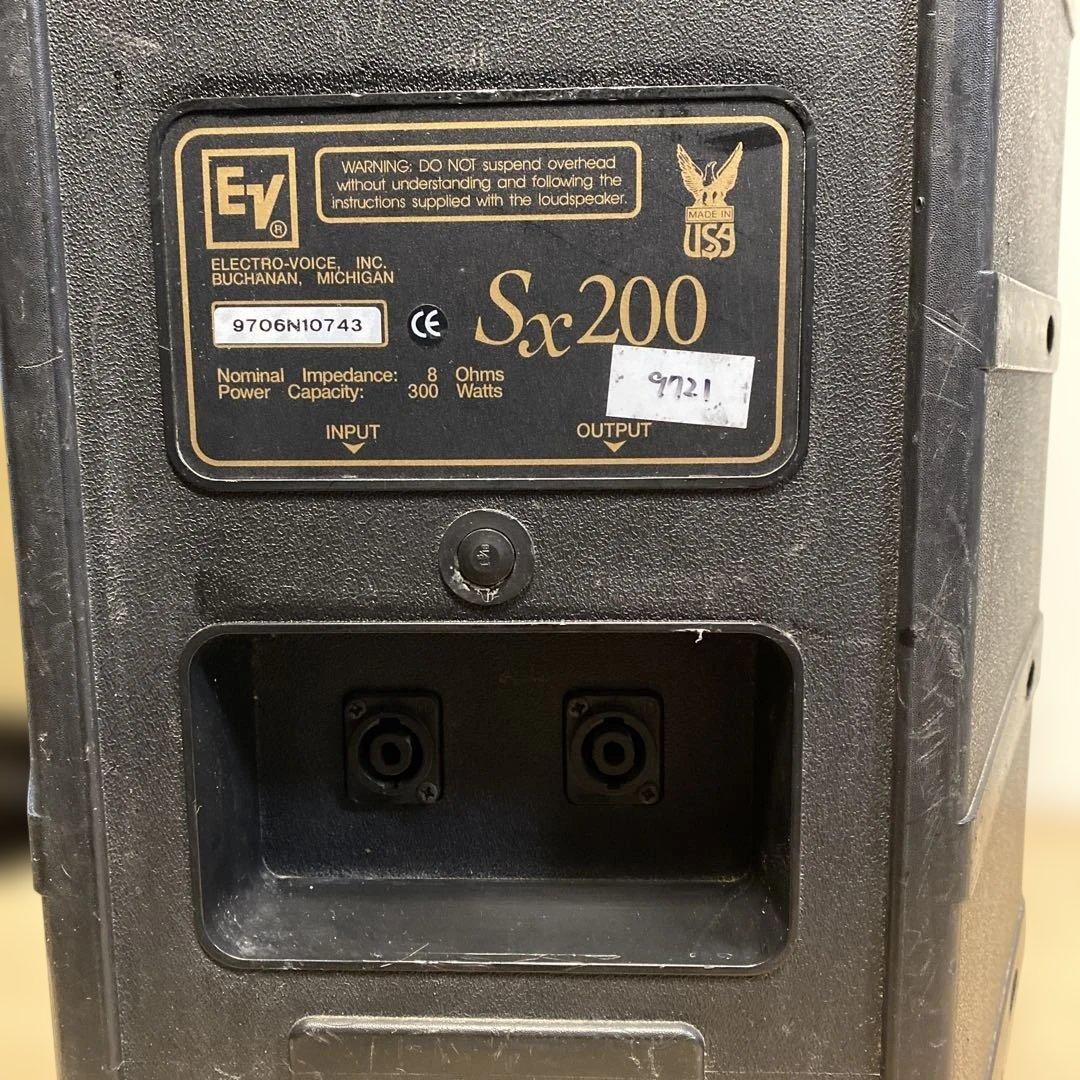 EV®
WARNING: DO NOT suspend overhead
without understanding and following the
instructions supplied with the loudspeaker.
MADE IN
USA
ELECTRO-VOICE, INC.
BUCHANAN, MICHIGAN
9706N10743
CE
Sx200
Nominal Impedance: 8 Ohms
Power Capacity: 300 Watts
9721
INPUT
OUTPUT